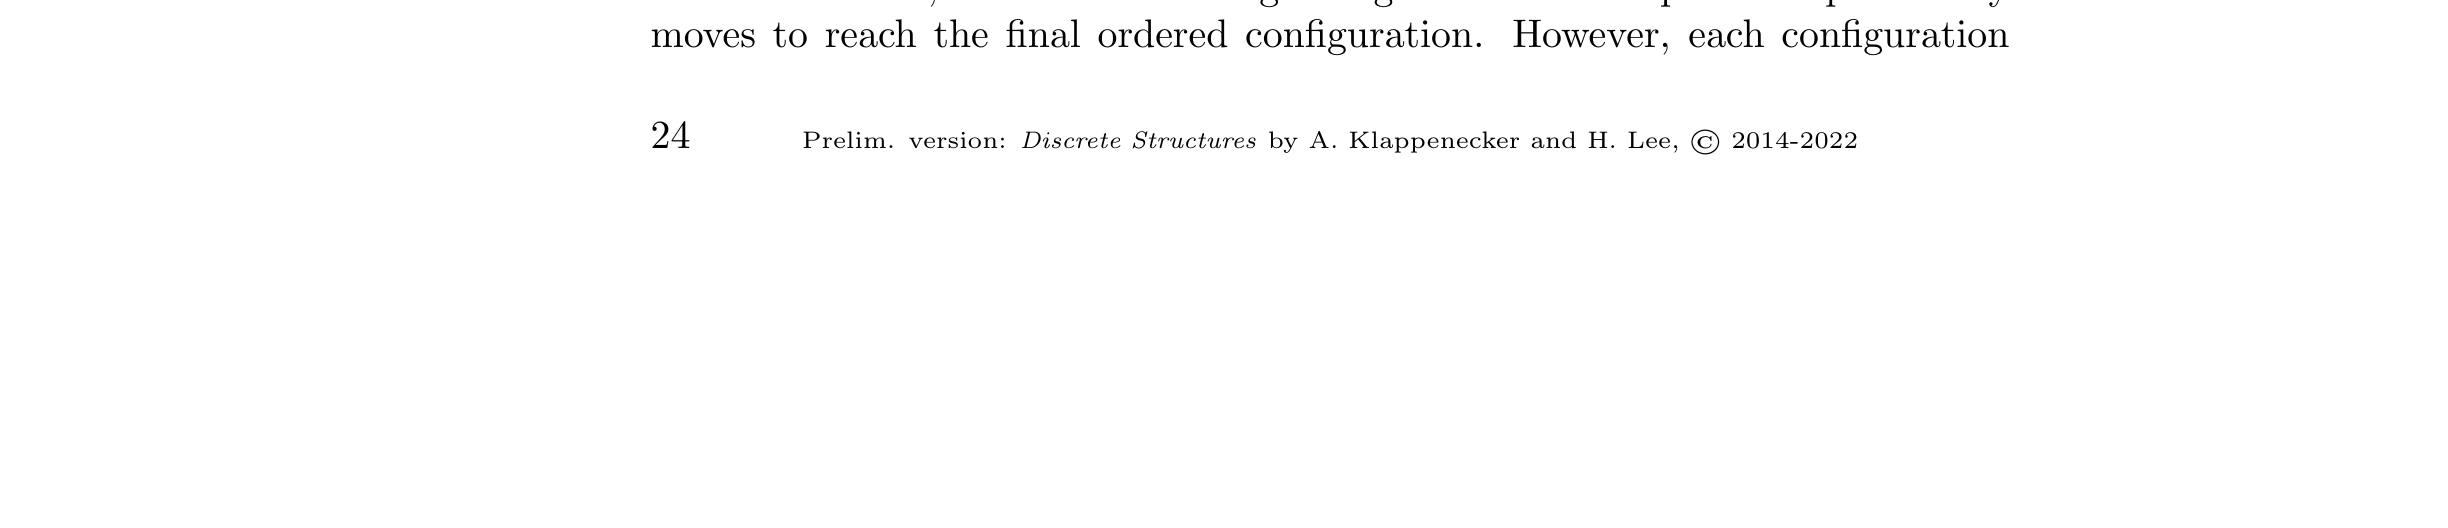 moves to reach the final ordered configuration. However, each configuration
24 Prelim. version: Discrete Structures by A. Klappenecker and H. Lee, © 2014-2022